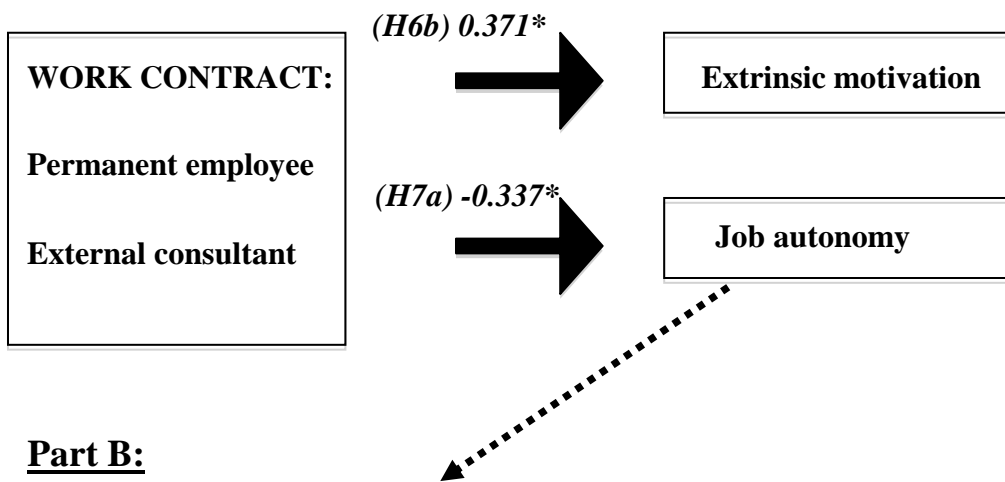 (H6b) 0.371*
WORK CONTRACT:
Extrinsic motivation
Permanent employee
(H7a) -0.337*
External consultant
Job autonomy
Part B: